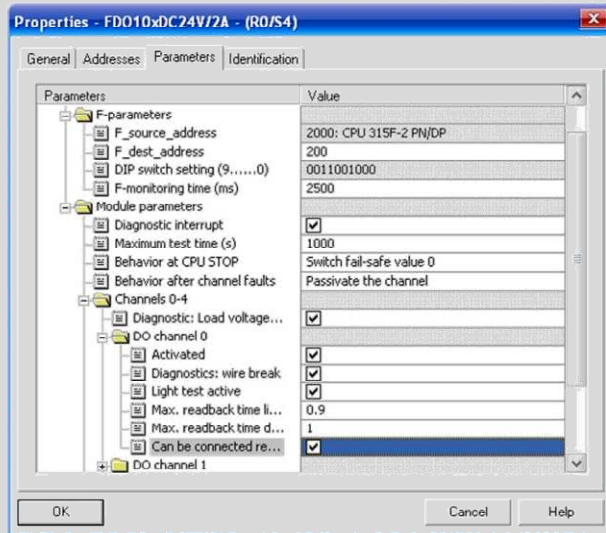 Properties - FDO10xDC24V/2A - (R0/S4)
General Addresses Parameters Identification
Parameters Value
F-parameters
F_source_address 2000: CPU 315F-2 PN/DP
F_dest_address 200
DIP switch setting (9......0) 0011001000
F-monitoring time (ms) 2500
Module parameters
Diagnostic interrupt
Maximum test time (s) 1000
Behavior at CPU STOP Switch fail-safe value 0
Behavior after channel faults Passivate the channel
Channels 0-4
Diagnostic: Load voltage...
DO channel 0
Activated
Diagnostics: wire break
Light test active
Max. readback time li... 0.9
Max. readback time d... 1
Can be connected re...
DO channel 1
OK Cancel Help